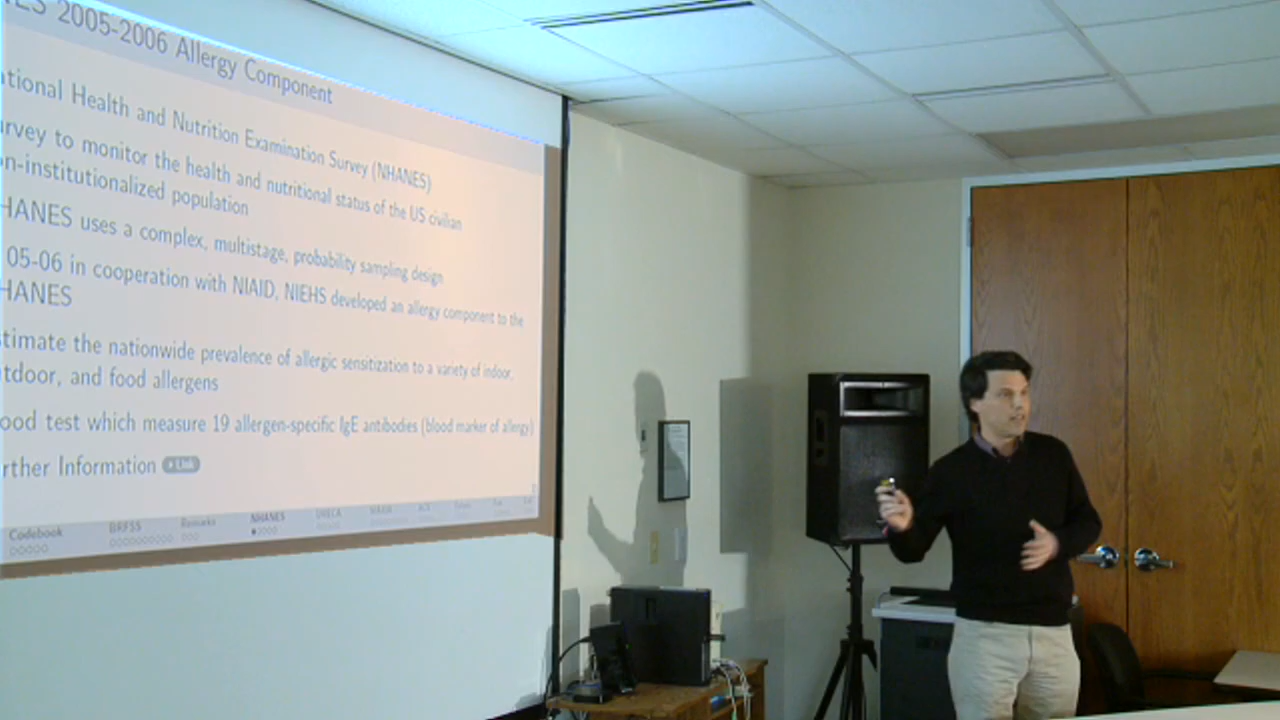 ES 2005-2006 Allergy Component
ational Health and Nutrition Examination Survey (NHANES)
urvey to monitor the health and nutritional status of the US civilian
on-institutionalized population
HANES uses a complex, multistage, probability sampling design
05-06 in cooperation with NIAID, NIEHS developed an allergy component to the
HANES
stimate the nationwide prevalence of allergic sensitization to a variety of indoor,
tdoor, and food allergens
ood test which measure 19 allergen-specific IgE antibodies (blood marker of allergy)
rther Information Link
Codebook BRFSS Remarks NHANES